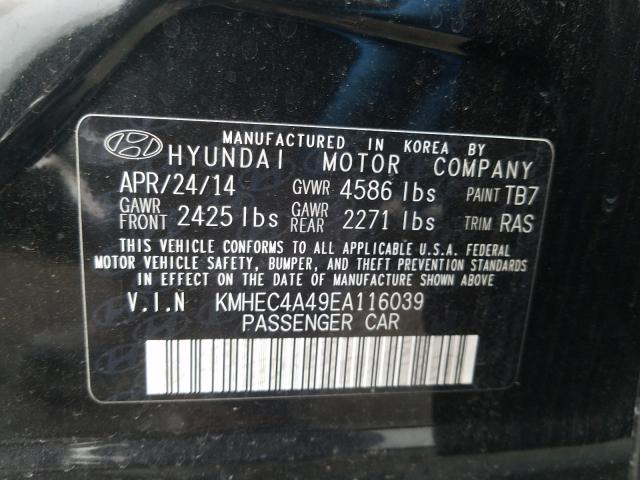 MANUFACTURED IN KOREA BY
HYUNDAI MOTOR COMPANY
APR/24/14 GVWR 4586 lbs PAINT TB7
GAWR FRONT 2425 lbs GAWR REAR 2271 lbs TRIM RAS
THIS VEHICLE CONFORMS TO ALL APPLICABLE U.S.A. FEDERAL
MOTOR VEHICLE SAFETY, BUMPER, AND THEFT PREVENTION STANDARDS
IN EFFECT ON THE DATE OF MANUFACTURE SHOWN ABOVE
V.I.N KMHEC4A49EA116039
PASSENGER CAR